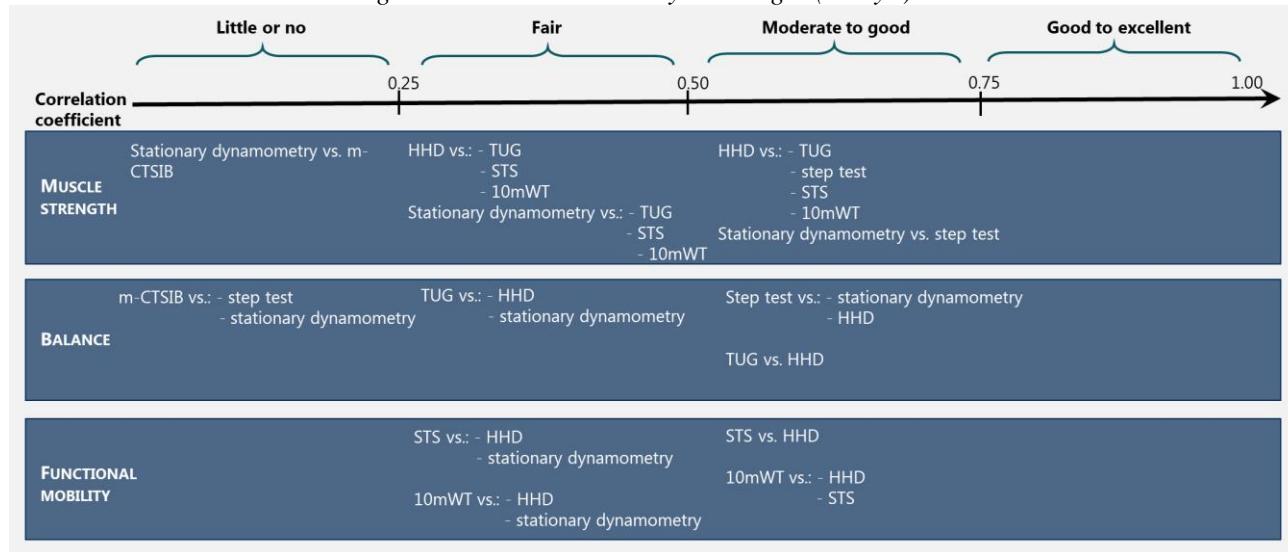 Little or no Fair Moderate to good Good to excellent
0.25 0.50 0.75 1.00
Correlation
coefficient
MUSCLE
STRENGTH
Stationary dynamometry vs. m-
CTSIB
HHD vs.: - TUG
- STS
- 10mWT
Stationary dynamometry vs.: - TUG
- STS
- 10mWT
HHD vs.: - TUG
- step test
- STS
- 10mWT
Stationary dynamometry vs. step test
BALANCE
m-CTSIB vs.: - step test
- stationary dynamometry
TUG vs.: - HHD
- stationary dynamometry
Step test vs.: - stationary dynamometry
- HHD
TUG vs. HHD
FUNCTIONAL
MOBILITY
STS vs.: - HHD
- stationary dynamometry
10mWT vs.: - HHD
- stationary dynamometry
STS vs. HHD
10mWT vs.: - HHD
- STS